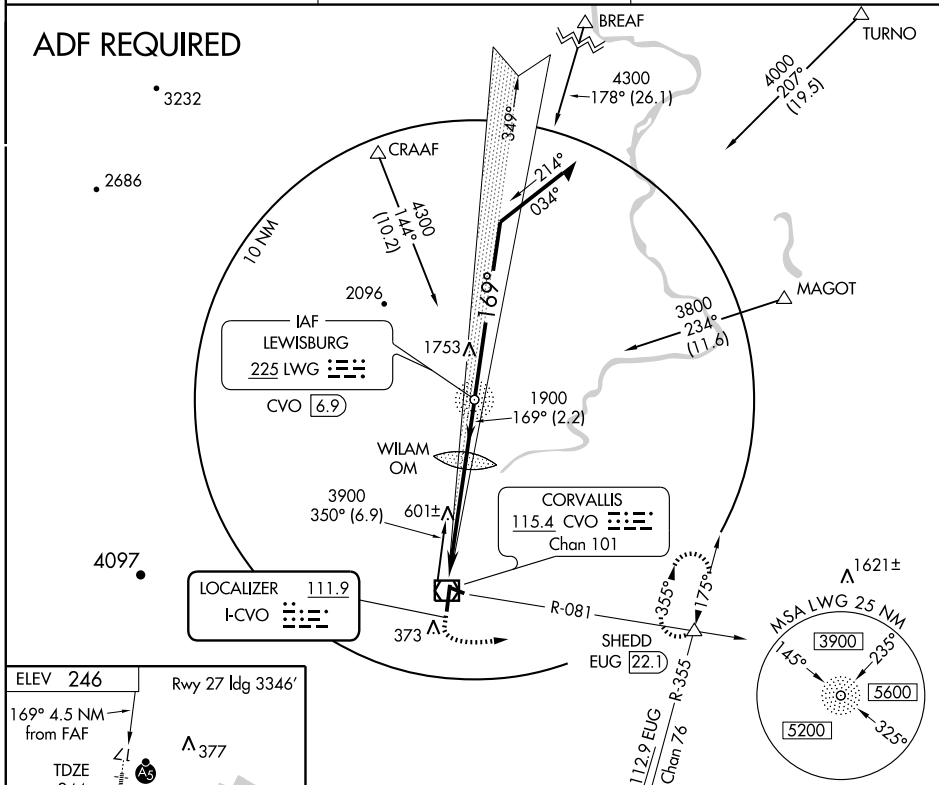 ADF REQUIRED
BREAF
TURNO
4300
178° (26.1)
4000
207°
(19.5)
3232
2686
CRAAF
4300
144°
(10.2)
349°
214°
034°
10 NM
169°
2096
MAGOT
3800
234°
(11.6)
IAF
LEWISBURG
225 LWG
CVO 6.9
1753
1900
169° (2.2)
WILAM
OM
3900
350° (6.9)
601±
CORVALLIS
115.4 CVO
Chan 101
4097
LOCALIZER 111.9
I-CVO
373
R-081
355°
175°
SHEDD
EUG 22.1
R-355
112.9 EUG
Chan 76
1621±
MSA LWG 25 NM
3900
145°
235°
5600
5200
325°
ELEV 246
Rwy 27 ldg 3346'
169° 4.5 NM
from FAF
377
17
A5
TDZE